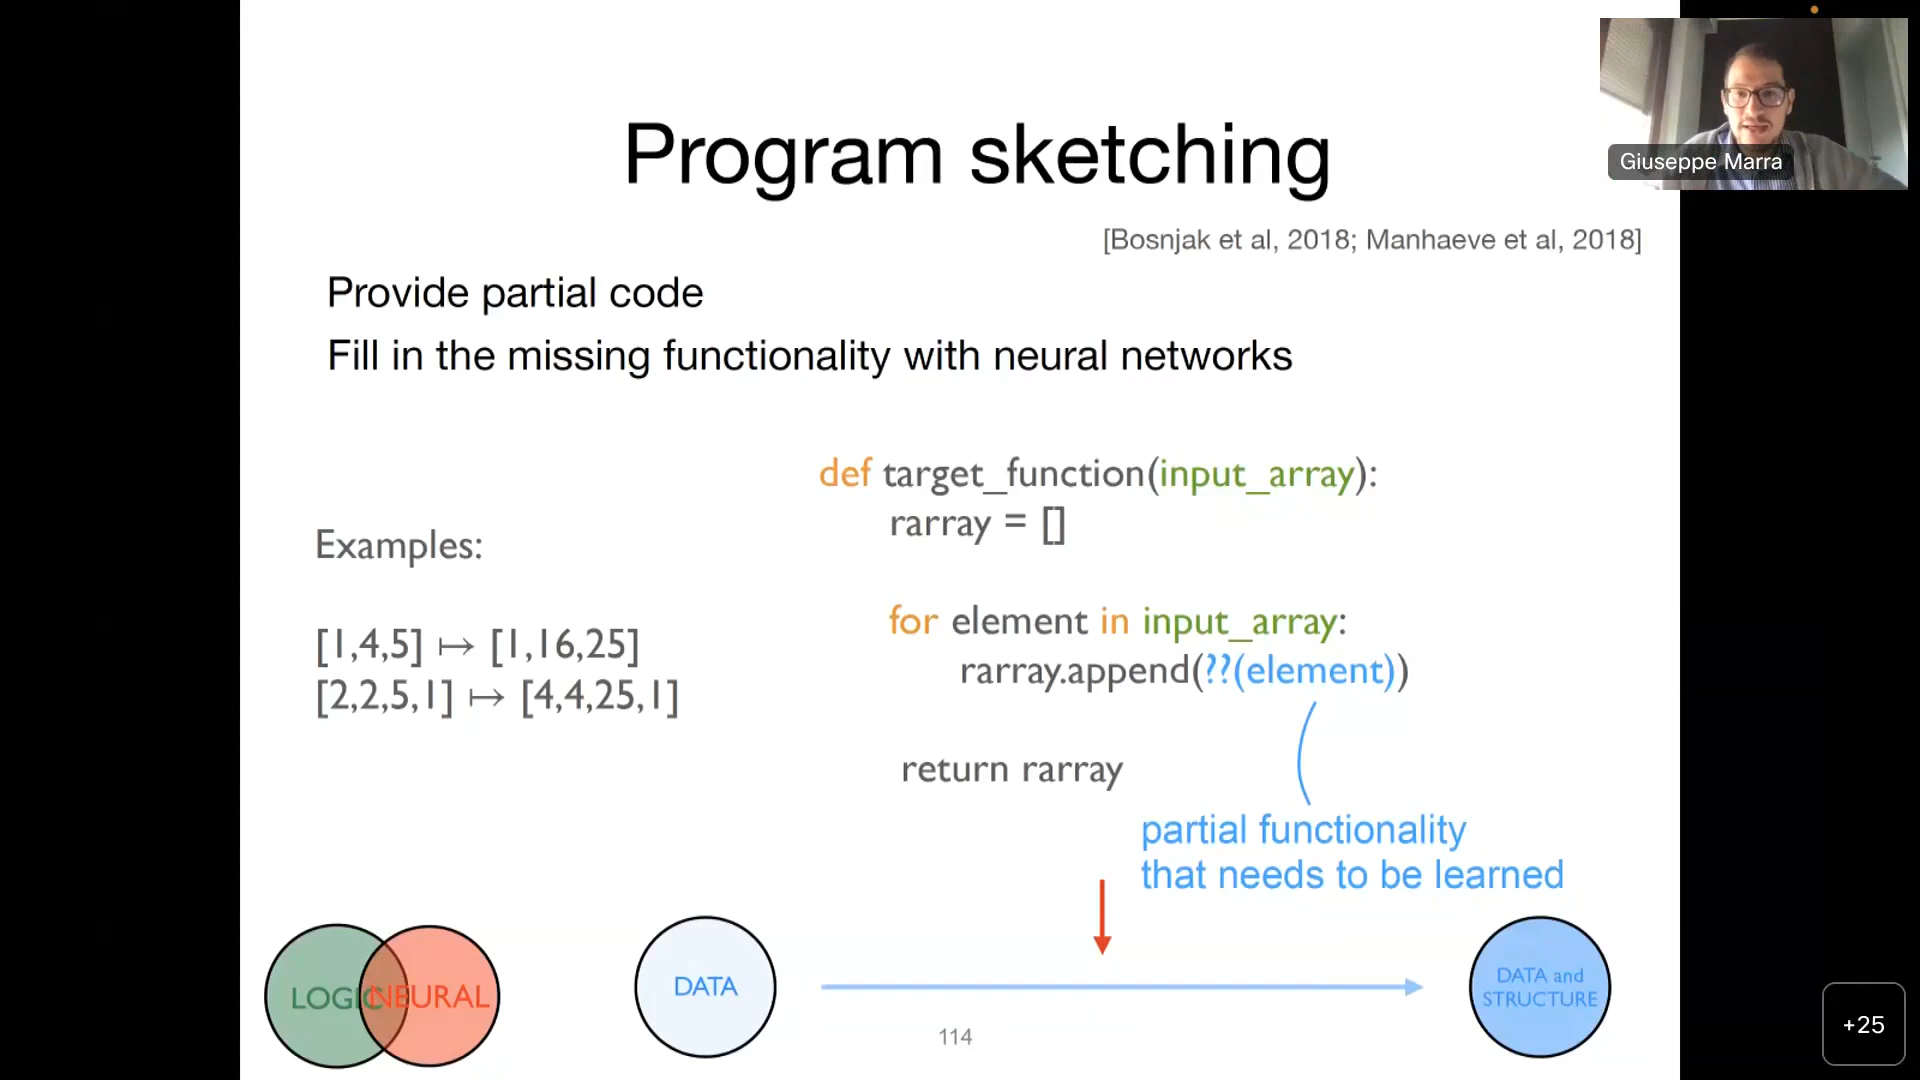 Program sketching
Giuseppe Marra
[Bosnjak et al, 2018; Manhaeve et al, 2018]
Provide partial code
Fill in the missing functionality with neural networks
def target_function(input_array):
rarray = []
Examples:
for element in input_array:
[1,4,5] ↦ [1,16,25]
rarray.append(??(element))
[2,2,5,1] ↦ [4,4,25,1]
return rarray
partial functionality
that needs to be learned
LOGIC
NEURAL
DATA
DATA and
STRUCTURE
114
+25